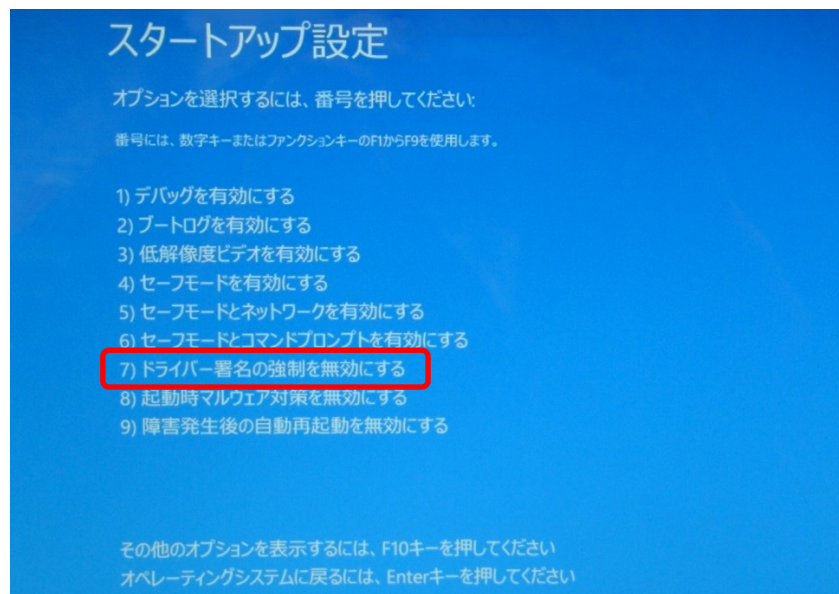 スタートアップ設定
オプションを選択するには、番号を押してください:
番号には、数字キーまたはファンクションキーのF1からF9を使用します。
1) デバッグを有効にする
2) ブートログを有効にする
3) 低解像度ビデオを有効にする
4) セーフモードを有効にする
5) セーフモードとネットワークを有効にする
6) セーフモードとコマンドプロンプトを有効にする
7) ドライバー署名の強制を無効にする
8) 起動時マルウェア対策を無効にする
9) 障害発生後の自動再起動を無効にする
その他のオプションを表示するには、F10キーを押してください
オペレーティングシステムに戻るには、Enterキーを押してください